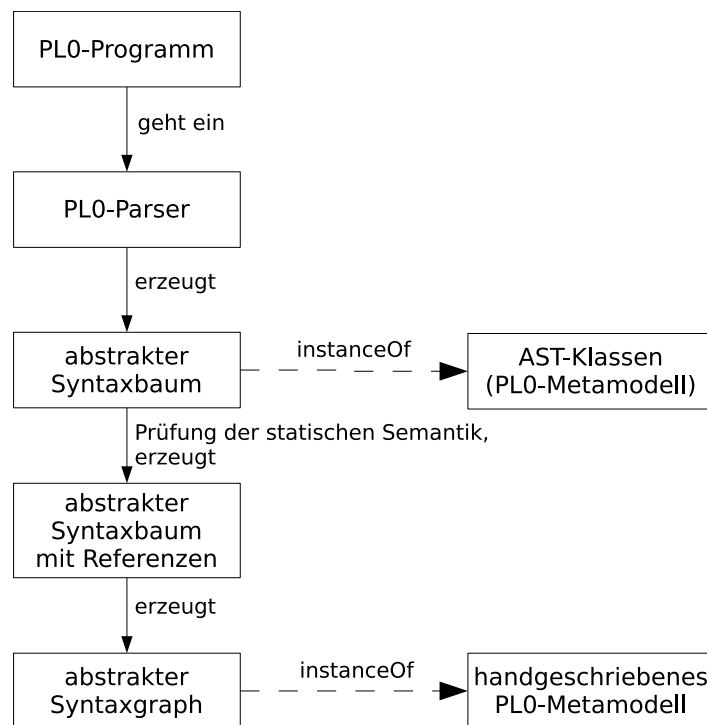 PL0-Programm
geht ein
PL0-Parser
erzeugt
abstrakter
Syntaxbaum
instanceOf
AST-Klassen
(PL0-Metamodell)
Prüfung der statischen Semantik,
erzeugt
abstrakter
Syntaxbaum
mit Referenzen
erzeugt
abstrakter
Syntaxgraph
instanceOf
handgeschriebenes
PL0-Metamodell